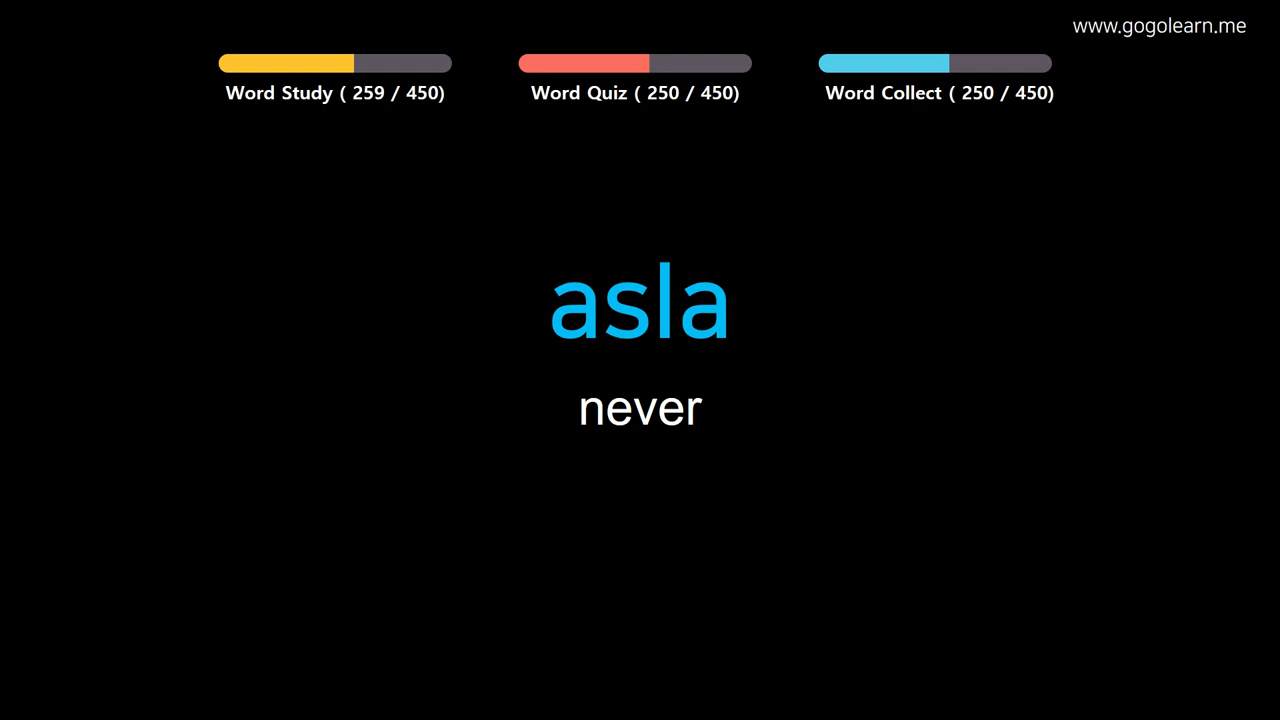 www.gogolearn.me
Word Study ( 259 / 450)
Word Quiz ( 250 / 450)
Word Collect ( 250 / 450)
asla
never